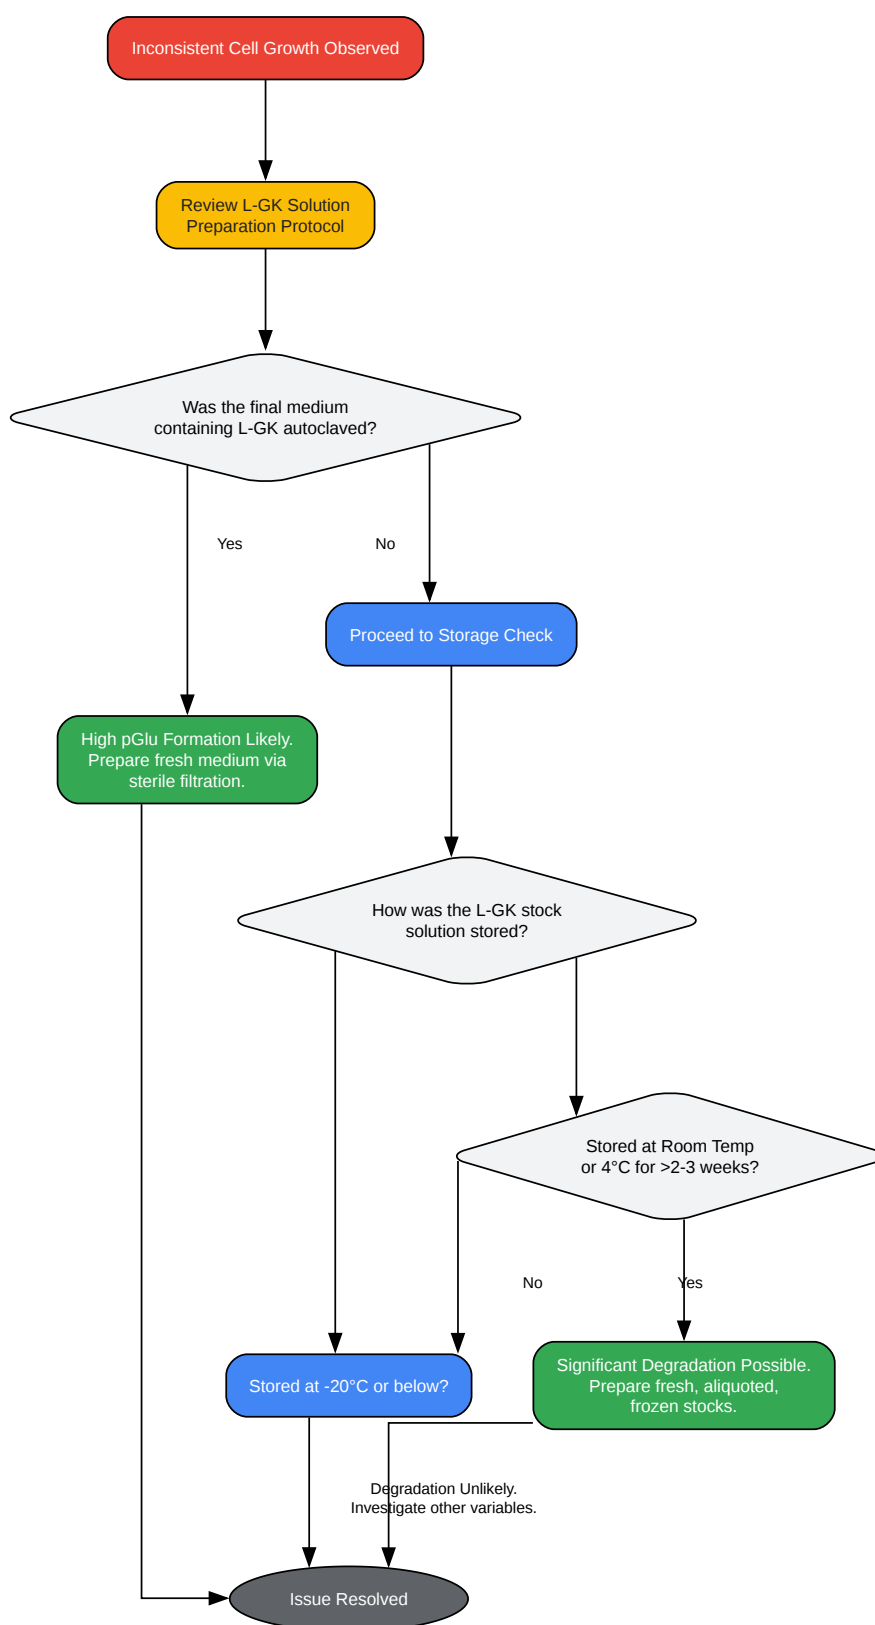 Inconsistent Cell Growth Observed
Review L-GK Solution
Preparation Protocol
Was the final medium
containing L-GK autoclaved?
Yes
No
Proceed to Storage Check
High pGlu Formation Likely.
Prepare fresh medium via
sterile filtration.
How was the L-GK stock
solution stored?
Stored at Room Temp
or 4°C for >2-3 weeks?
No
Yes
Stored at -20°C or below?
Significant Degradation Possible.
Prepare fresh, aliquoted,
frozen stocks.
Degradation Unlikely.
Investigate other variables.
Issue Resolved